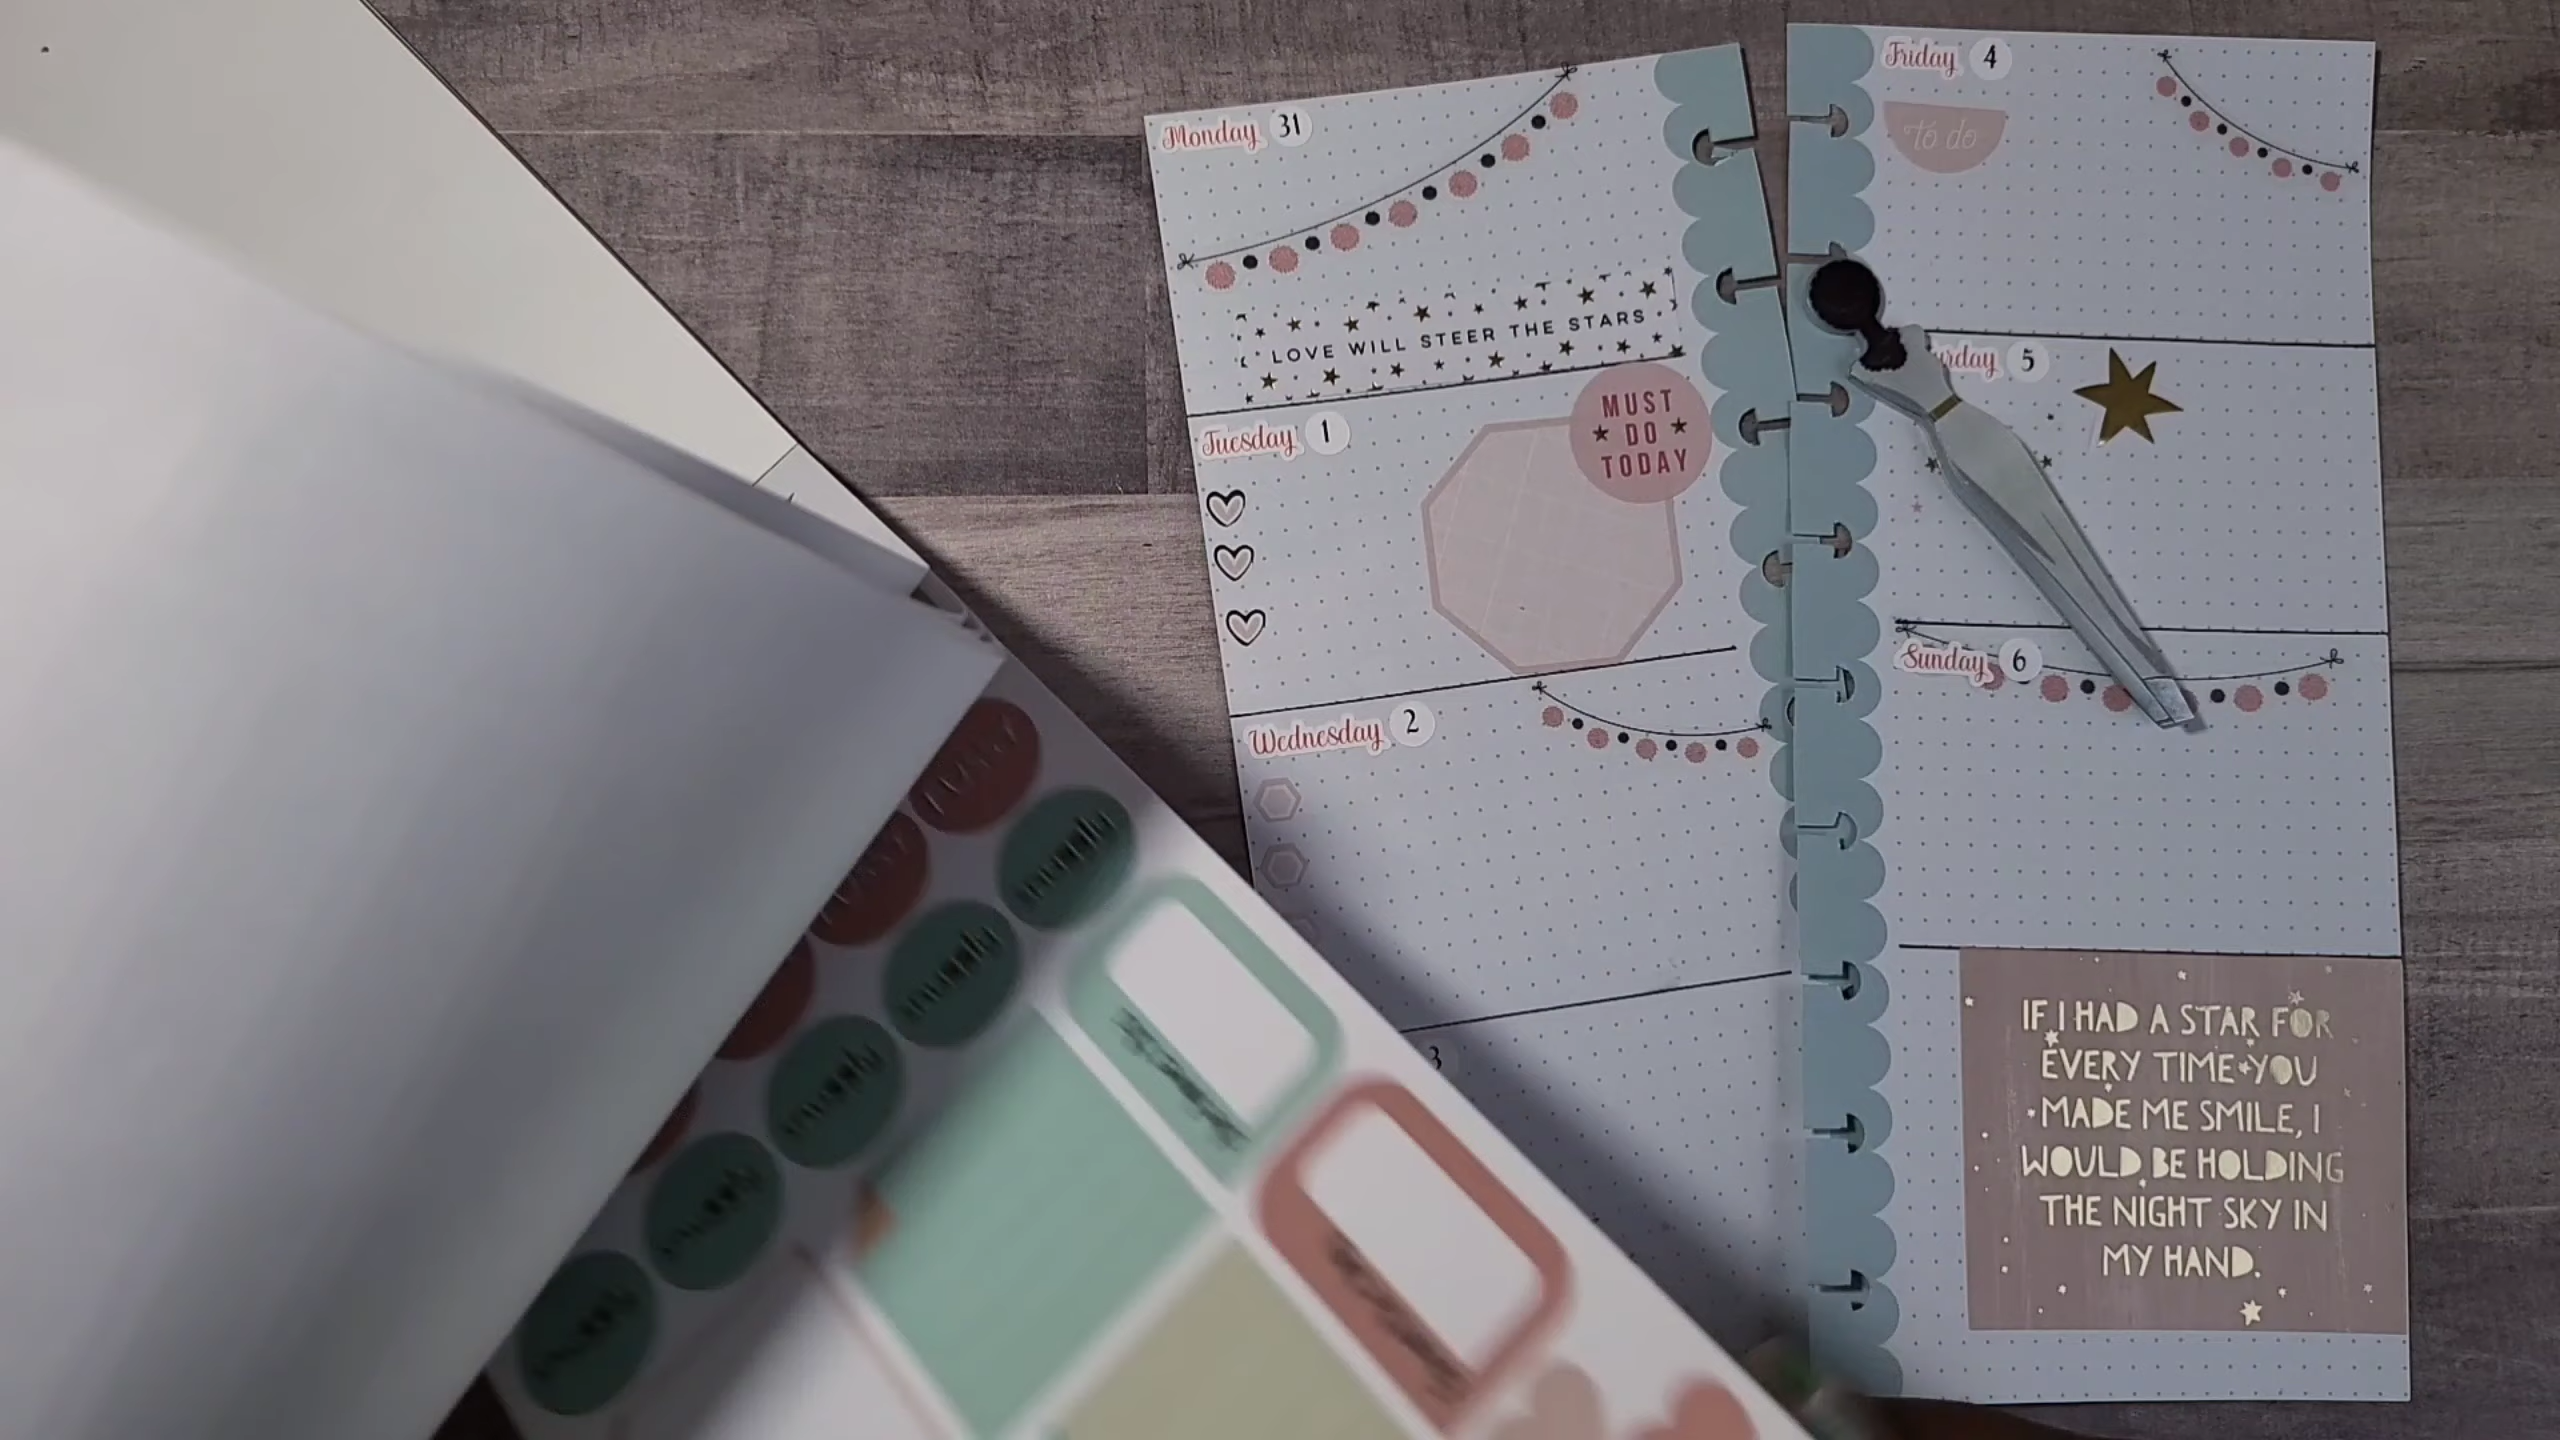 Monday 31
LOVE WILL STEER THE STARS
Tuesday 1
MUST
DO
TODAY
Wednesday 2
3
Friday 4
to do
5
Sunday 6
IF I HAD A STAR FOR
EVERY TIME YOU
MADE ME SMILE, I
WOULD BE HOLDING
THE NIGHT SKY IN
MY HAND.